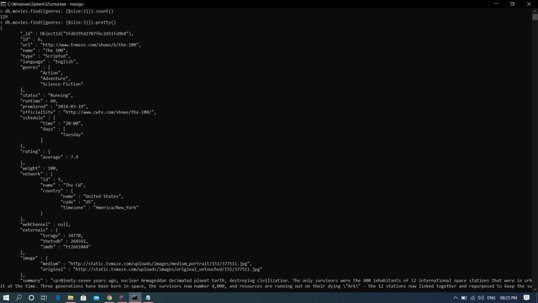 C:\Windows\System32\cmd.exe - mongo
> db.movies.find({genres: {$size:3}}).count()
129
> db.movies.find({genres: {$size:3}}).pretty()
{
"_id" :
"id" : 6,
"url" : "http://www.tvmaze.com/shows/6/the-100",
"name" : "The 100",
"type" : "Scripted",
"language" : "English",
"genres" : [
"Action",
"Adventure",
"Science-Fiction"
],
"status" : "Running",
"runtime" : 60,
"premiered" : "2014-03-19",
"officialSite" : "http://www.cwtv.com/shows/the-100/",
"schedule" : {
"time" : "20:00",
"days" : [
"Tuesday"
]
},
"rating" : {
"average" : 7.9
},
"weight" : 100,
"network" : {
"id" : 5,
"name" : "The CW",
"country" : {
"name" : "United States",
"code" : "US",
"timezone" : "America/New_York"
}
},
"webChannel" : null,
"externals" : {
"tvrage" : 34770,
"thetvdb" : 268592,
"imdb" : "tt2661044"
},
"image" : {
"medium" : "http://static.tvmaze.com/uploads/images/medium_portrait/151/377511.jpg",
"original" : "http://static.tvmaze.com/uploads/images/original_untouched/151/377511.jpg"
},
"summary" : "<p>Ninety-seven years ago, nuclear Armageddon decimated planet Earth, destroying civilization. The only survivors were the 400 inhabitants of 12 international space stations that were in orb
it at the time. Three generations have been born in space, the survivors now number 4,000, and resources are running out on their dying \"Ark\" - the 12 stations now linked together and repurposed to keep the su
ENG 08:23 PM